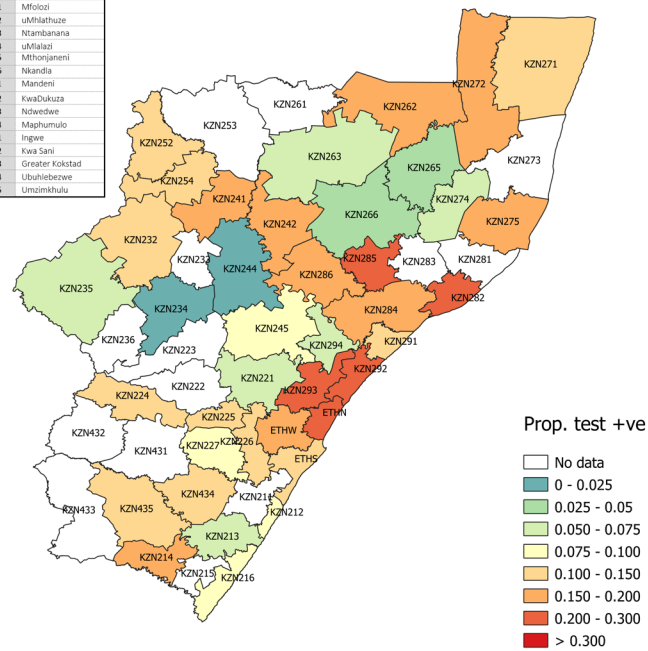 Mfolozi
uMhlathuze
Ntambanana
uMlalazi
Mthonjaneni
Nkandla
Mandeni
KwaDukuza
Ndwedwe
Maphumulo
Ingwe
Kwa Sani
Greater Kokstad
Ubuhlebezwe
Umzimkhulu
KZN271
KZN272
KZN261
KZN262
KZN253
KZN252
KZN263
KZN273
KZN265
KZN254
KZN274
KZN241
KZN266
KZN275
KZN242
KZN232
KZN233
KZN285
KZN283
KZN281
KZN244
KZN286
KZN235
KZN282
KZN234
KZN284
KZN245
KZN236
KZN291
KZN294
KZN223
KZN292
KZN221
KZN222
KZN293
KZN224
ETHN
KZN225
ETHW
KZN432
KZN226
KZN227
KZN431
ETHS
KZN434
KZN211
KZN433
KZN435
KZN212
KZN213
KZN214
KZN215
KZN216
Prop. test +ve
No data
0 - 0.025
0.025 - 0.05
0.050 - 0.075
0.075 - 0.100
0.100 - 0.150
0.150 - 0.200
0.200 - 0.300
> 0.300